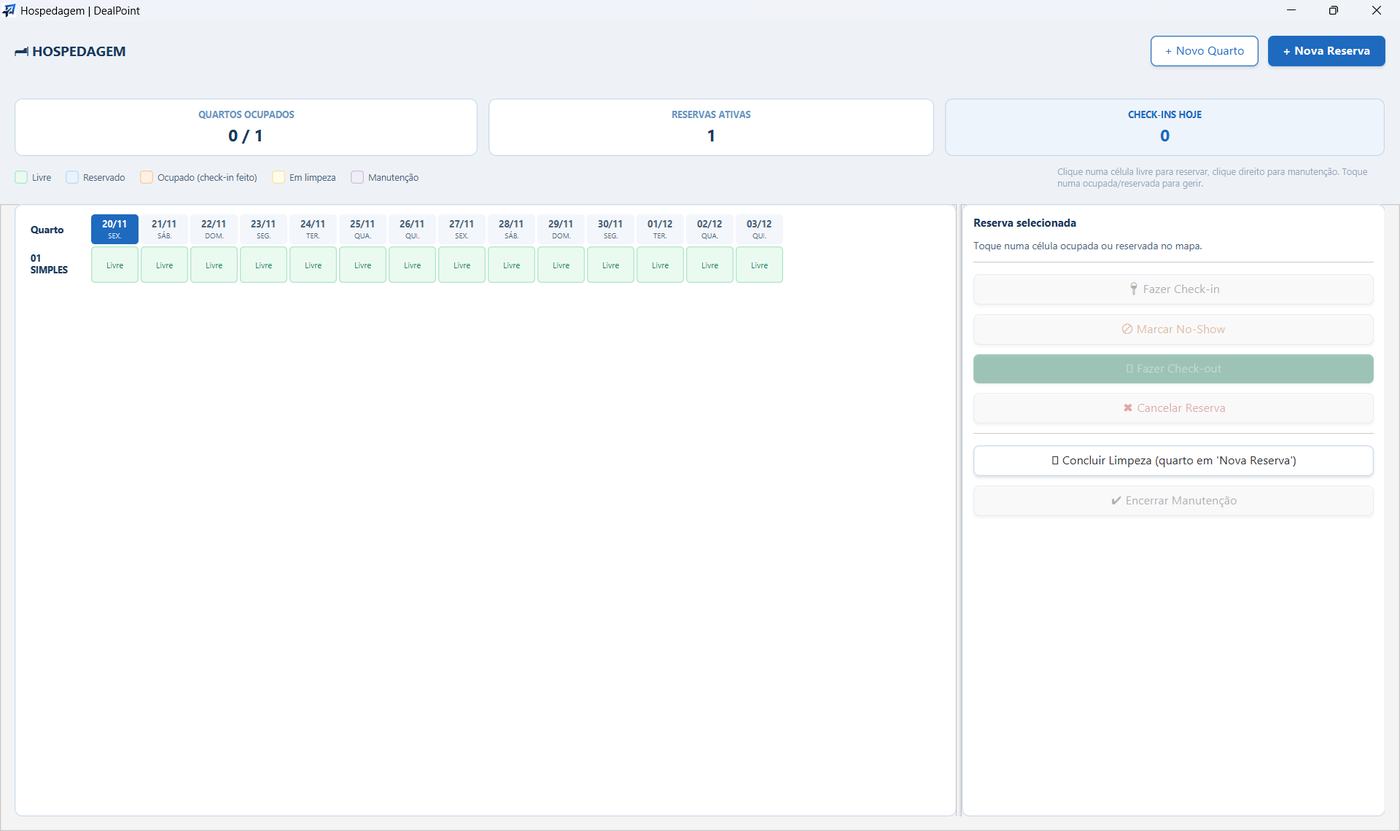 Hospedagem | DealPoint
HOSPEDAGEM
+ Novo Quarto
+ Nova Reserva
QUARTOS OCUPADOS
0 / 1
RESERVAS ATIVAS
1
CHECK-INS HOJE
0
Livre
Reservado
Ocupado (check-in feito)
Em limpeza
Manutenção
Clique numa célula livre para reservar, clique direito para manutenção. Toque
numa ocupada/reservada para gerir.
Quarto
20/11 21/11 22/11 23/11 24/11 25/11 26/11 27/11 28/11 29/11 30/11 01/12 02/12 03/12
SEX. SÁB. DOM. SEG. TER. QUA. QUI. SEX. SÁB. DOM. SEG. TER. QUA. QUI.
01
SIMPLES
Livre Livre Livre Livre Livre Livre Livre Livre Livre Livre Livre Livre Livre Livre
Reserva selecionada
Toque numa célula ocupada ou reservada no mapa.
Fazer Check-in
Marcar No-Show
Fazer Check-out
✖ Cancelar Reserva
Concluir Limpeza (quarto em 'Nova Reserva')
✔ Encerrar Manutenção